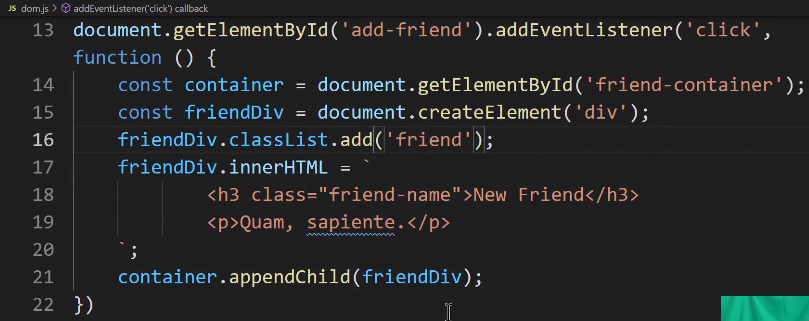 JS dom.js > addEventListener('click') callback
13 document.getElementById('add-friend').addEventListener('click',
function () {
14 const container = document.getElementById('friend-container');
15 const friendDiv = document.createElement('div');
16 friendDiv.classList.add('friend');
17 friendDiv.innerHTML = `
18 <h3 class="friend-name">New Friend</h3>
19 <p>Quam, sapiente.</p>
20 `;
21 container.appendChild(friendDiv);
22 })